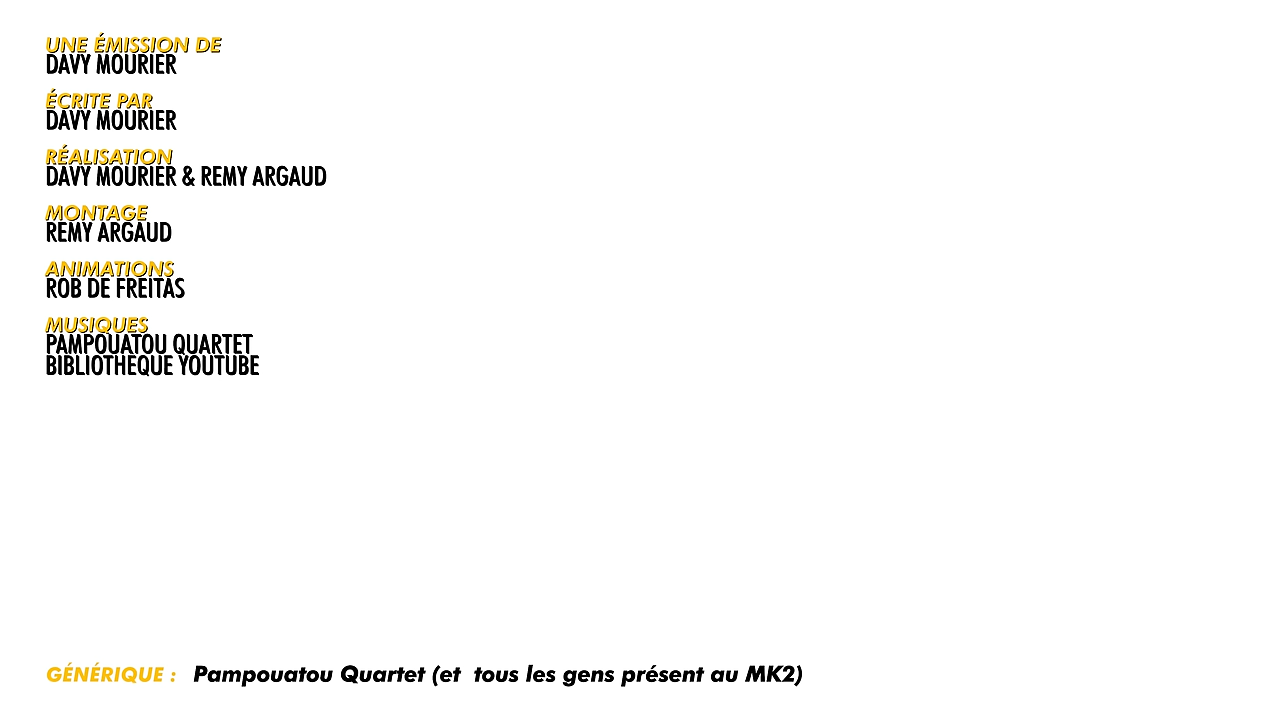 UNE ÉMISSION DE
DAVY MOURIER
ÉCRITE PAR
DAVY MOURIER
RÉALISATION
DAVY MOURIER & REMY ARGAUD
MONTAGE
REMY ARGAUD
ANIMATIONS
ROB DE FREITAS
MUSIQUES
PAMPOUATOU QUARTET
BIBLIOTHEQUE YOUTUBE
GÉNÉRIQUE : Pampouatou Quartet (et tous les gens présent au MK2)